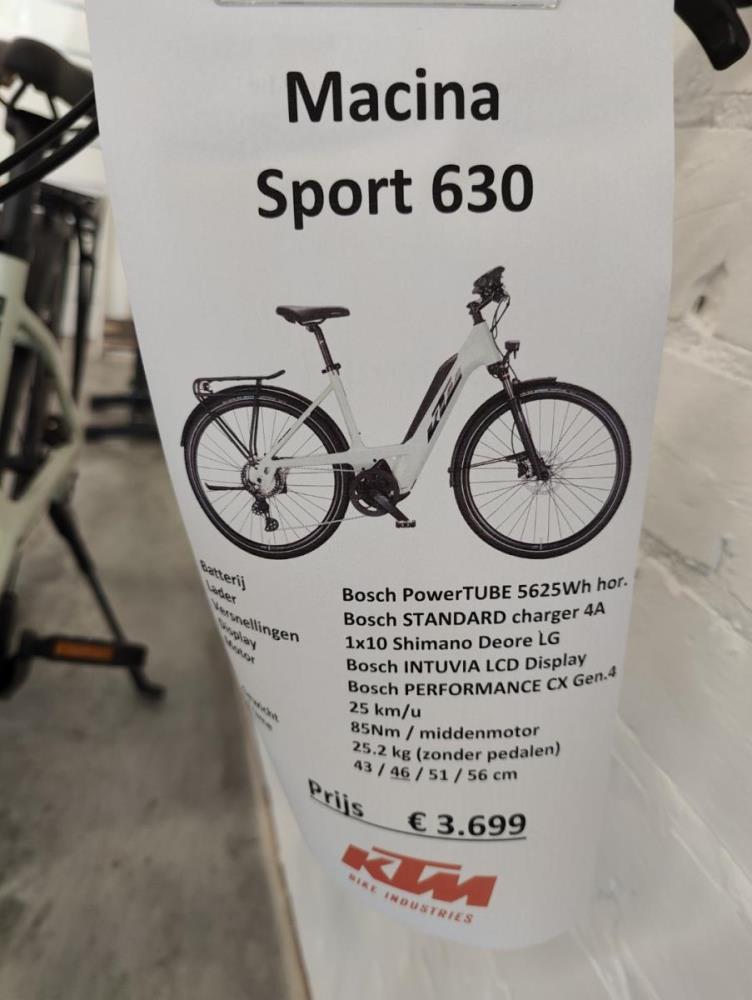 Macina
Sport 630
KTM
Batterij Bosch PowerTUBE 5625Wh hor.
Lader Bosch STANDARD charger 4A
Versnellingen 1x10 Shimano Deore LG
Display Bosch INTUVIA LCD Display
Motor Bosch PERFORMANCE CX Gen.4
25 km/u
85Nm / middenmotor
Gewicht 25.2 kg (zonder pedalen)
43 / 46 / 51 / 56 cm
Prijs € 3.699
KTM
BIKE INDUSTRIES